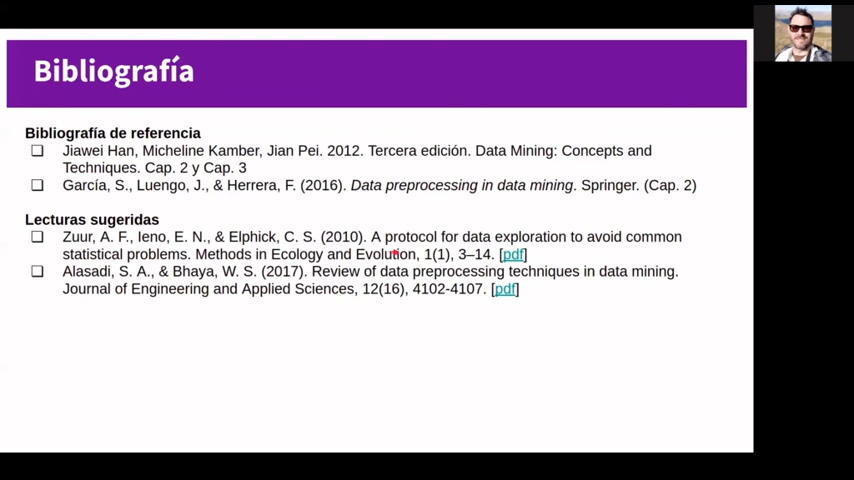 Bibliografía
Bibliografía de referencia
❏ Jiawei Han, Micheline Kamber, Jian Pei. 2012. Tercera edición. Data Mining: Concepts and
Techniques. Cap. 2 y Cap. 3
❏ García, S., Luengo, J., & Herrera, F. (2016). Data preprocessing in data mining. Springer. (Cap. 2)
Lecturas sugeridas
❏ Zuur, A. F., Ieno, E. N., & Elphick, C. S. (2010). A protocol for data exploration to avoid common
statistical problems. Methods in Ecology and Evolution, 1(1), 3–14. [pdf]
❏ Alasadi, S. A., & Bhaya, W. S. (2017). Review of data preprocessing techniques in data mining.
Journal of Engineering and Applied Sciences, 12(16), 4102-4107. [pdf]